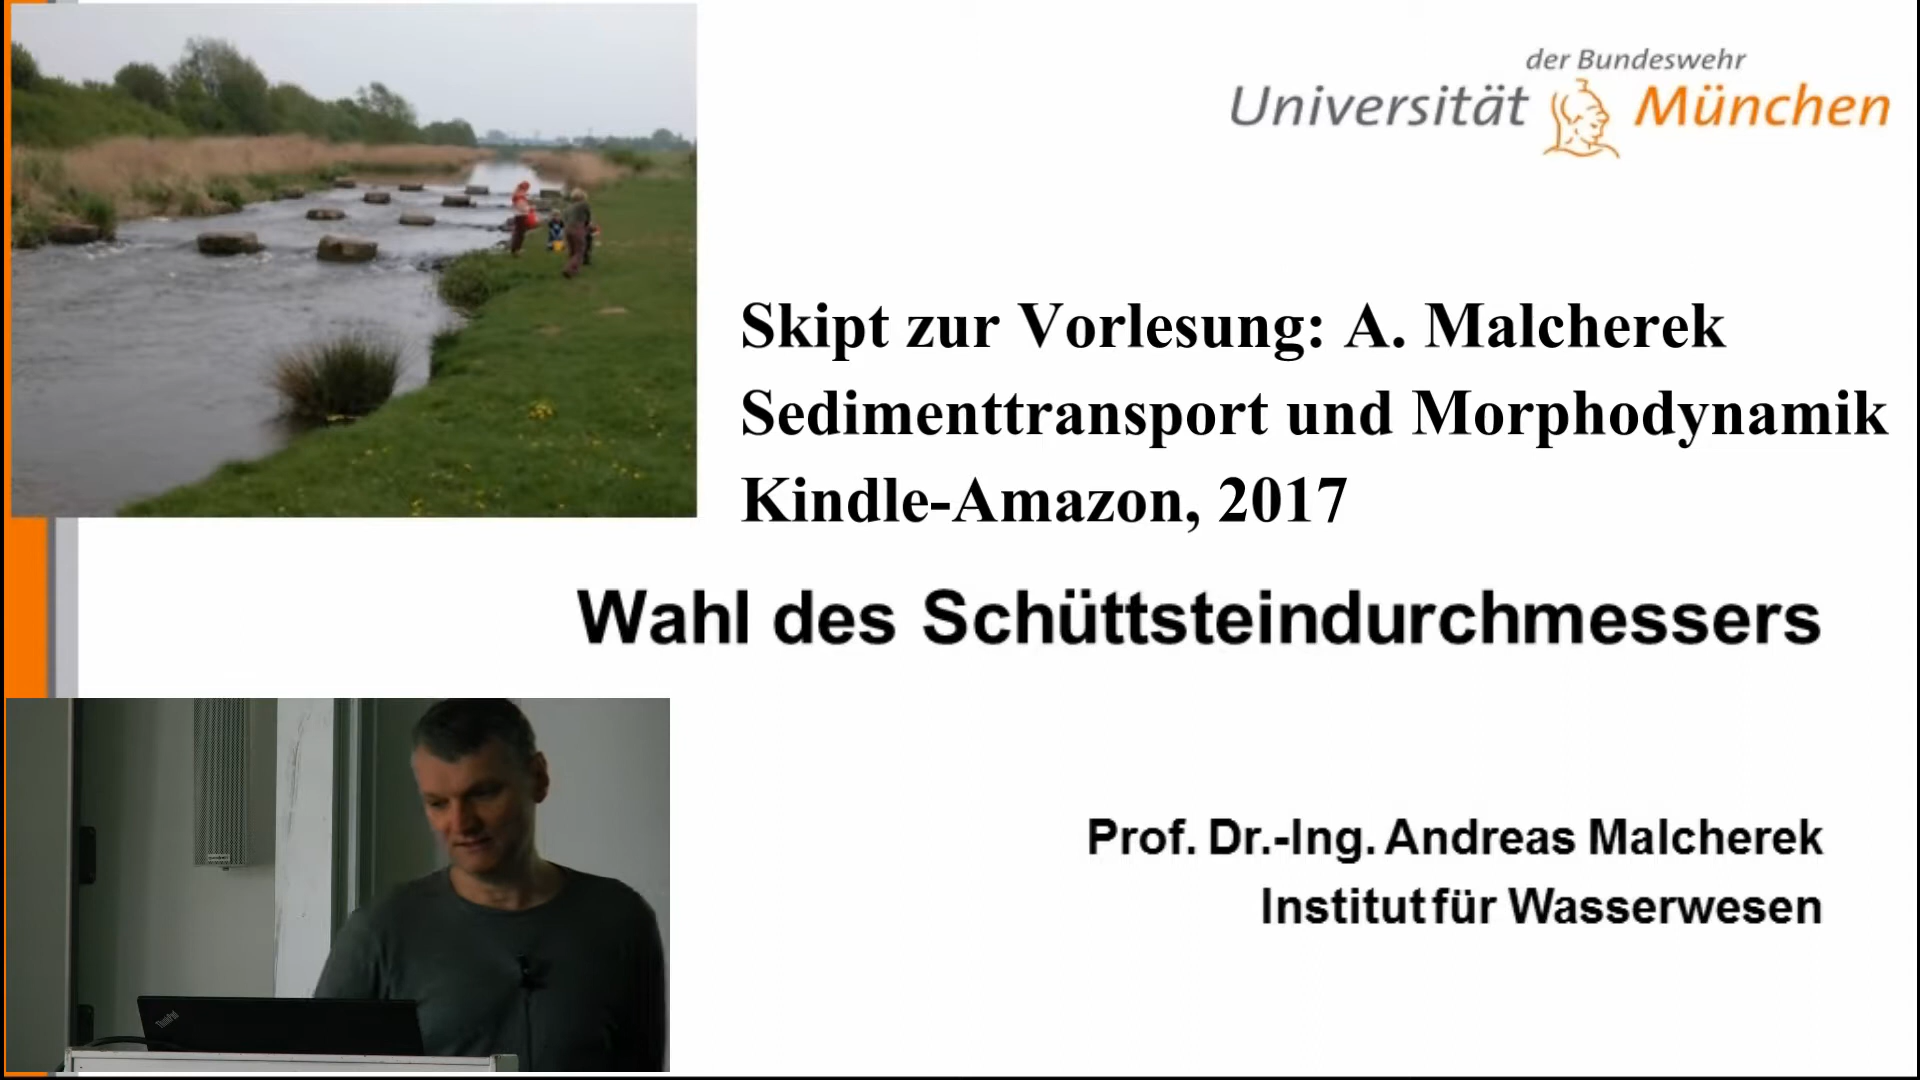 der Bundeswehr
Universität München
Skipt zur Vorlesung: A. Malcherek
Sedimenttransport und Morphodynamik
Kindle-Amazon, 2017
Wahl des Schüttsteindurchmessers
Prof. Dr.-Ing. Andreas Malcherek
Institut für Wasserwesen
ThinkPad